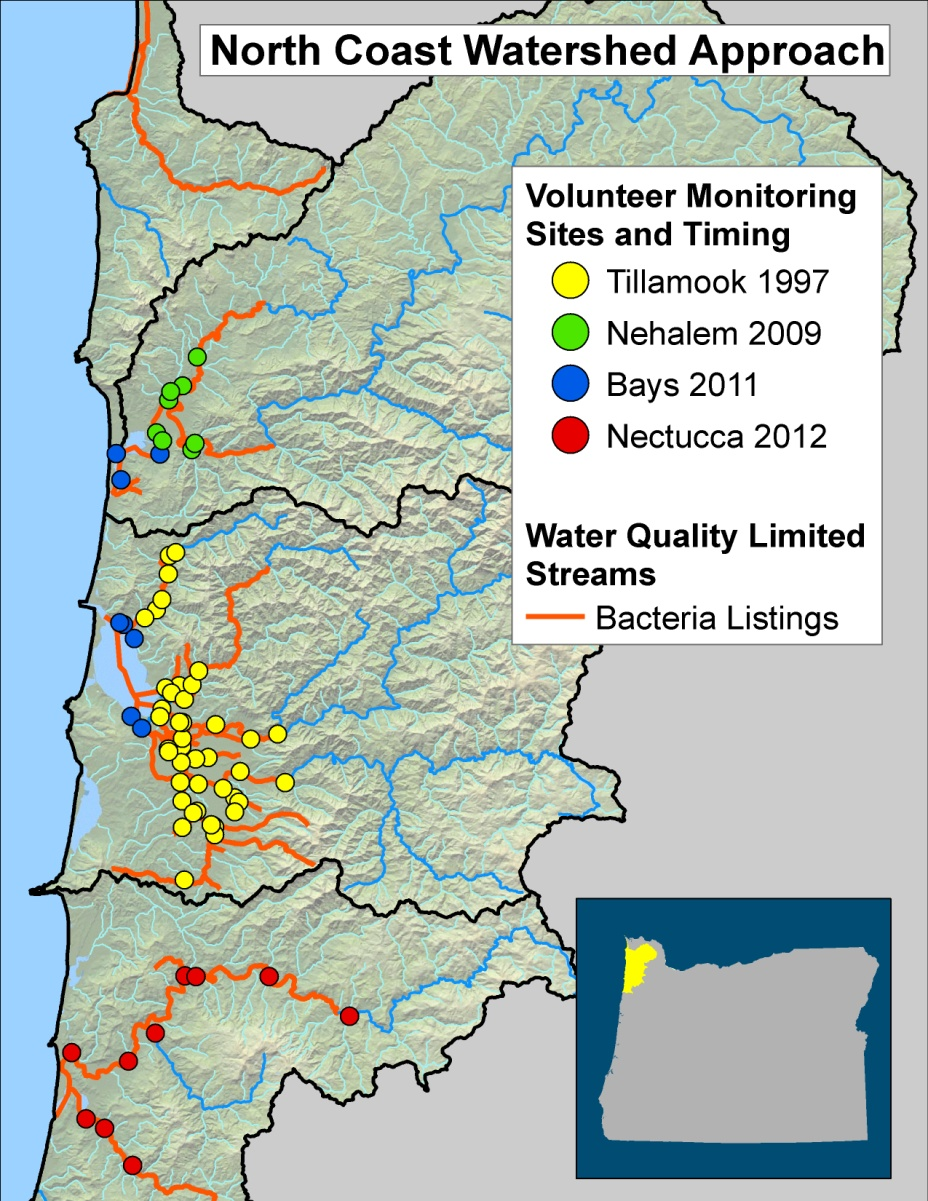 North Coast Watershed Approach
Volunteer Monitoring
Sites and Timing
Tillamook 1997
Nehalem 2009
Bays 2011
Nectucca 2012
Water Quality Limited
Streams
Bacteria Listings